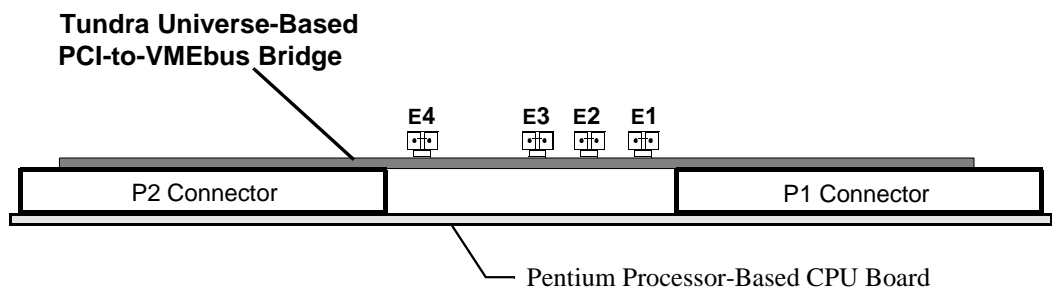 Tundra Universe-Based
PCI-to-VMEbus Bridge
E4 E3 E2 E1
P2 Connector P1 Connector
Pentium Processor-Based CPU Board